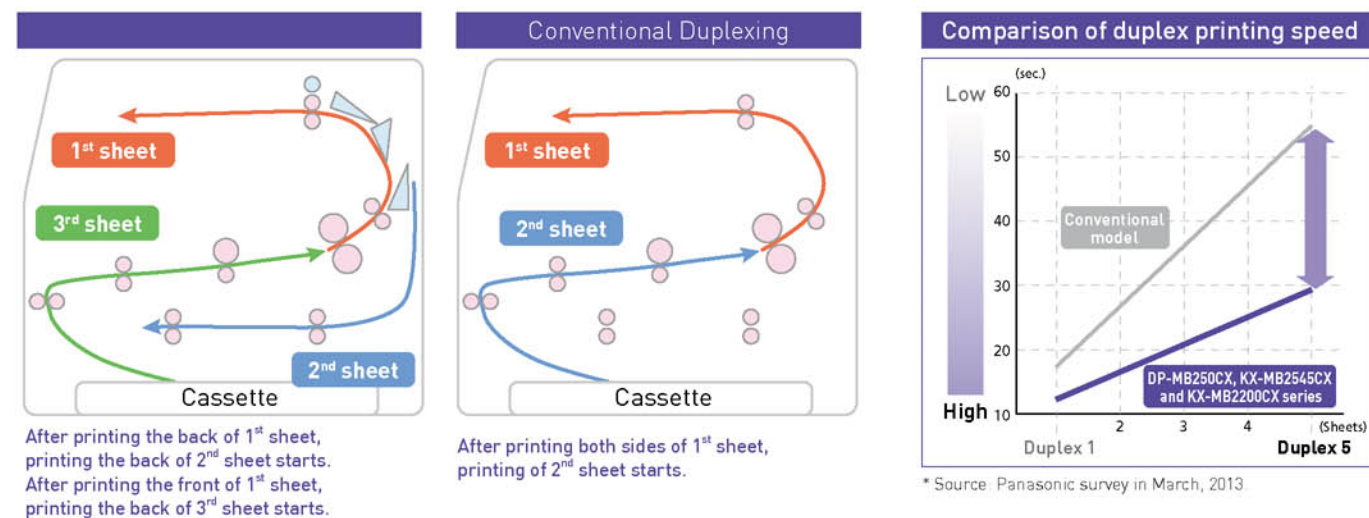 1st sheet
3rd sheet
2nd sheet
Cassette
After printing the back of 1st sheet,
printing the back of 2nd sheet starts.
After printing the front of 1st sheet,
printing the back of 3rd sheet starts.
Conventional Duplexing
1st sheet
2nd sheet
Cassette
After printing both sides of 1st sheet,
printing of 2nd sheet starts.
Comparison of duplex printing speed
(sec.)
Low
60
50
40
30
20
High
10
Conventional
model
DP-MB250CX, KX-MB2545CX
and KX-MB2200CX series
2
3
4
(Sheets)
Duplex 1
Duplex 5
* Source: Panasonic survey in March, 2013.